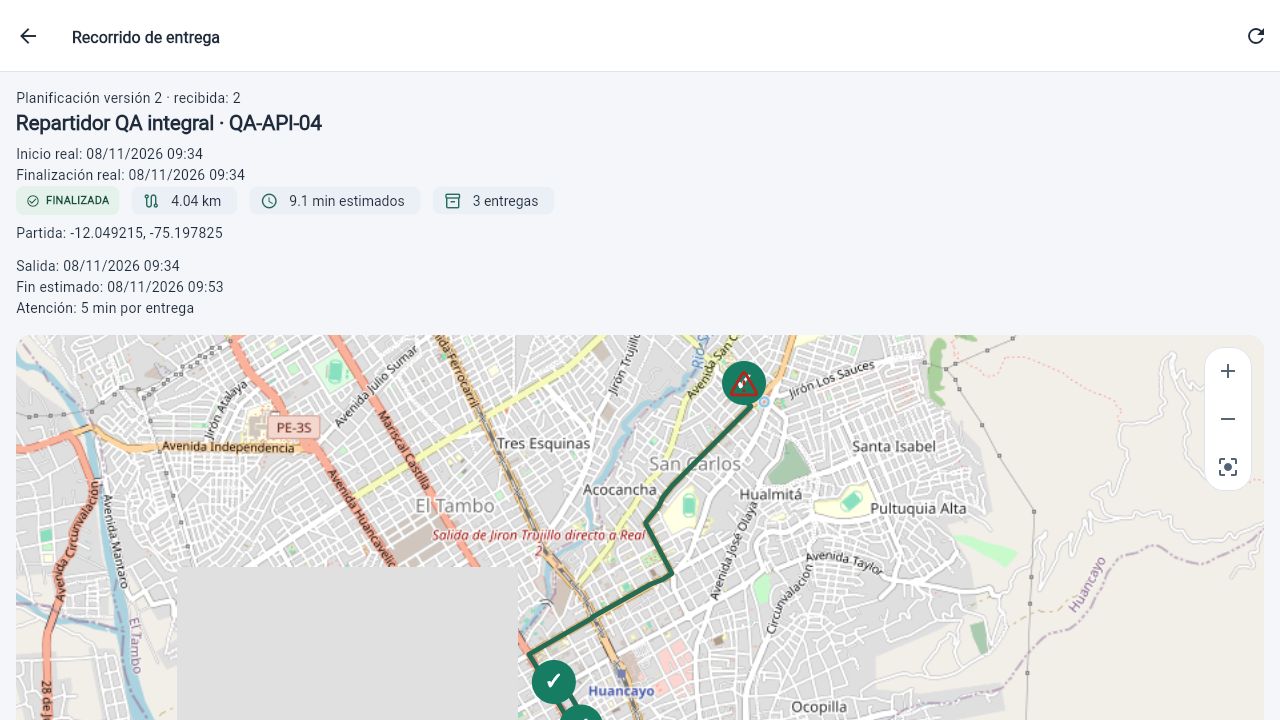 Recorrido de entrega
Planificación versión 2 · recibida: 2
Repartidor QA integral · QA-API-04
Inicio real: 08/11/2026 09:34
Finalización real: 08/11/2026 09:34
FINALIZADA
4.04 km
9.1 min estimados
3 entregas
Partida: -12.049215, -75.197825
Salida: 08/11/2026 09:34
Fin estimado: 08/11/2026 09:53
Atención: 5 min por entrega
Avenida San C
Jirón Trujillo
Avenida Julio Sumar
Jirón Los Sauces
Jirón Atalaya
PE-3S
Avenida Independencia
Mariscal Castilla
Tres Esquinas
Santa Isabel
San Carlos
Acocancha
Hualmitá
Pultuquia Alta
El Tambo
Avenida Circunvalación
Avenida Mantaro
Avenida Huancavelic
Salida de Jiron Trujillo directo a Real
2
Avenida José Olaya
Avenida Taylor
Circunvalación
Huancayo
El Tambo
Huancayo
28 de J
Ocopilla